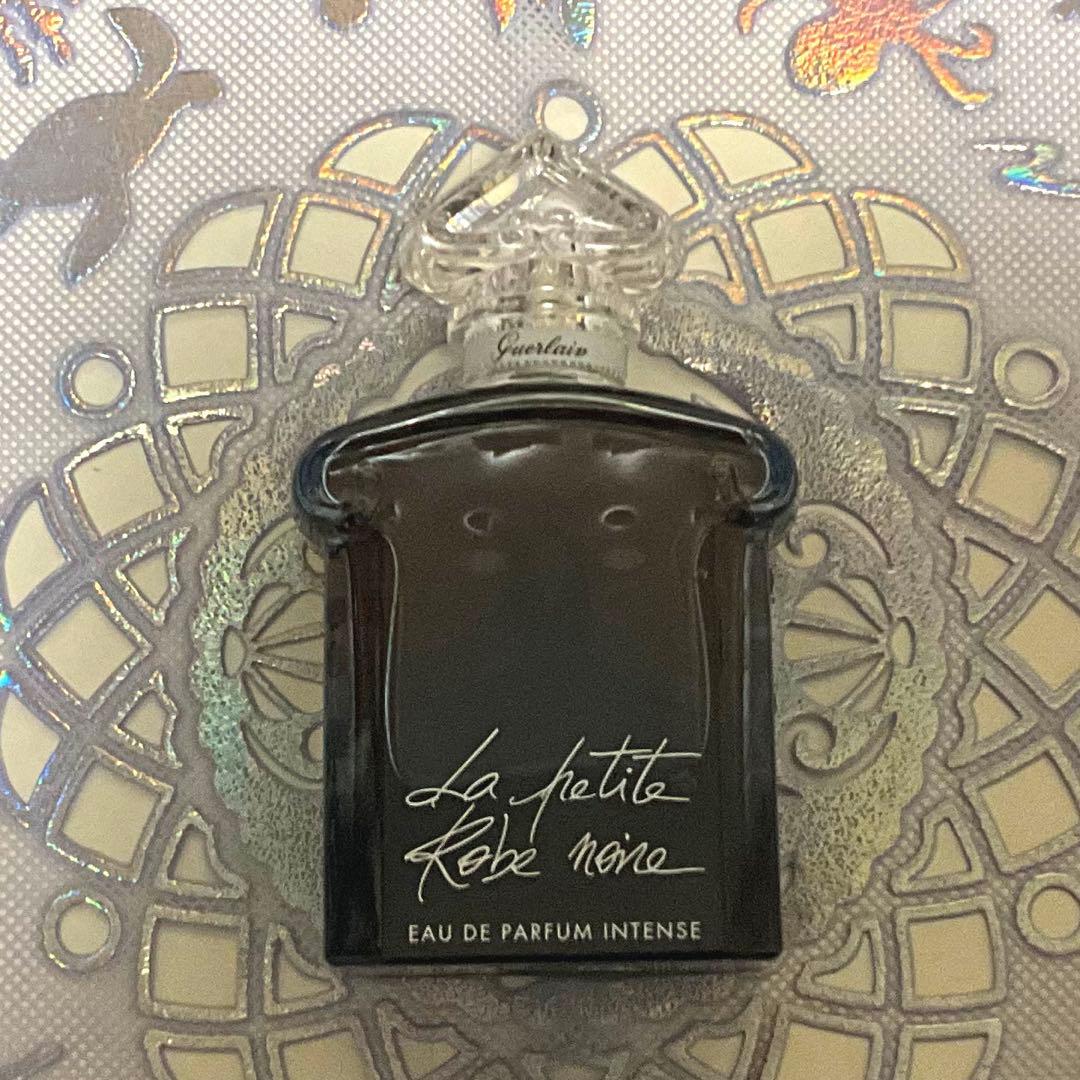 Guerlain
La petite
Robe noire
EAU DE PARFUM INTENSE